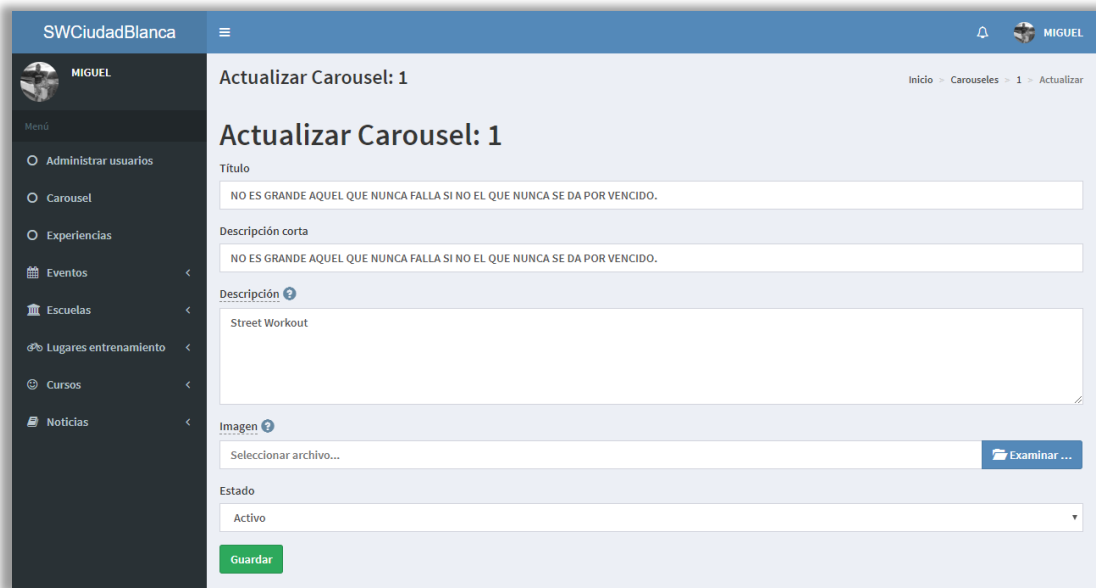 SWCiudadBlanca
MIGUEL
MIGUEL
Actualizar Carousel: 1
Inicio > Carouseles > 1 > Actualizar
Menú
Administrar usuarios
Carousel
Experiencias
Eventos
Escuelas
Lugares entrenamiento
Cursos
Noticias
Actualizar Carousel: 1
Título
NO ES GRANDE AQUEL QUE NUNCA FALLA SI NO EL QUE NUNCA SE DA POR VENCIDO.
Descripción corta
NO ES GRANDE AQUEL QUE NUNCA FALLA SI NO EL QUE NUNCA SE DA POR VENCIDO.
Descripción
Street Workout
Imagen
Seleccionar archivo...
Examinar ...
Estado
Activo
Guardar